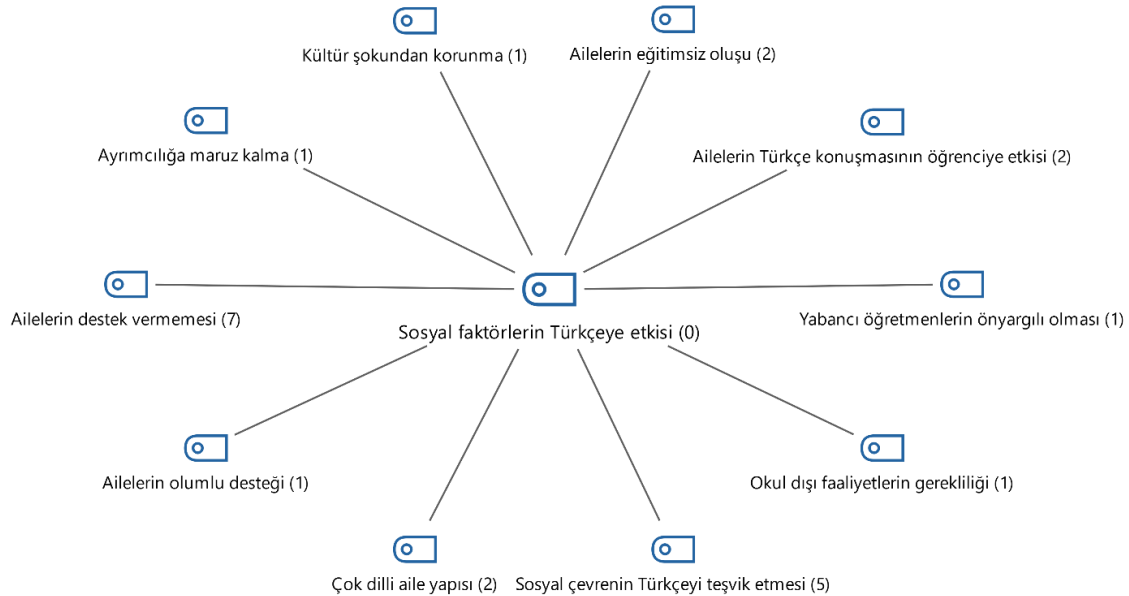 Kültür şokundan korunma (1)
Ailelerin eğitimsiz oluşu (2)
Ayrımcılığa maruz kalma (1)
Ailelerin Türkçe konuşmasının öğrenciye etkisi (2)
Ailelerin destek vermemesi (7)
Yabancı öğretmenlerin önyargılı olması (1)
Sosyal faktörlerin Türkçeye etkisi (0)
Ailelerin olumlu desteği (1)
Okul dışı faaliyetlerin gerekliliği (1)
Çok dilli aile yapısı (2)
Sosyal çevrenin Türkçeyi teşvik etmesi (5)